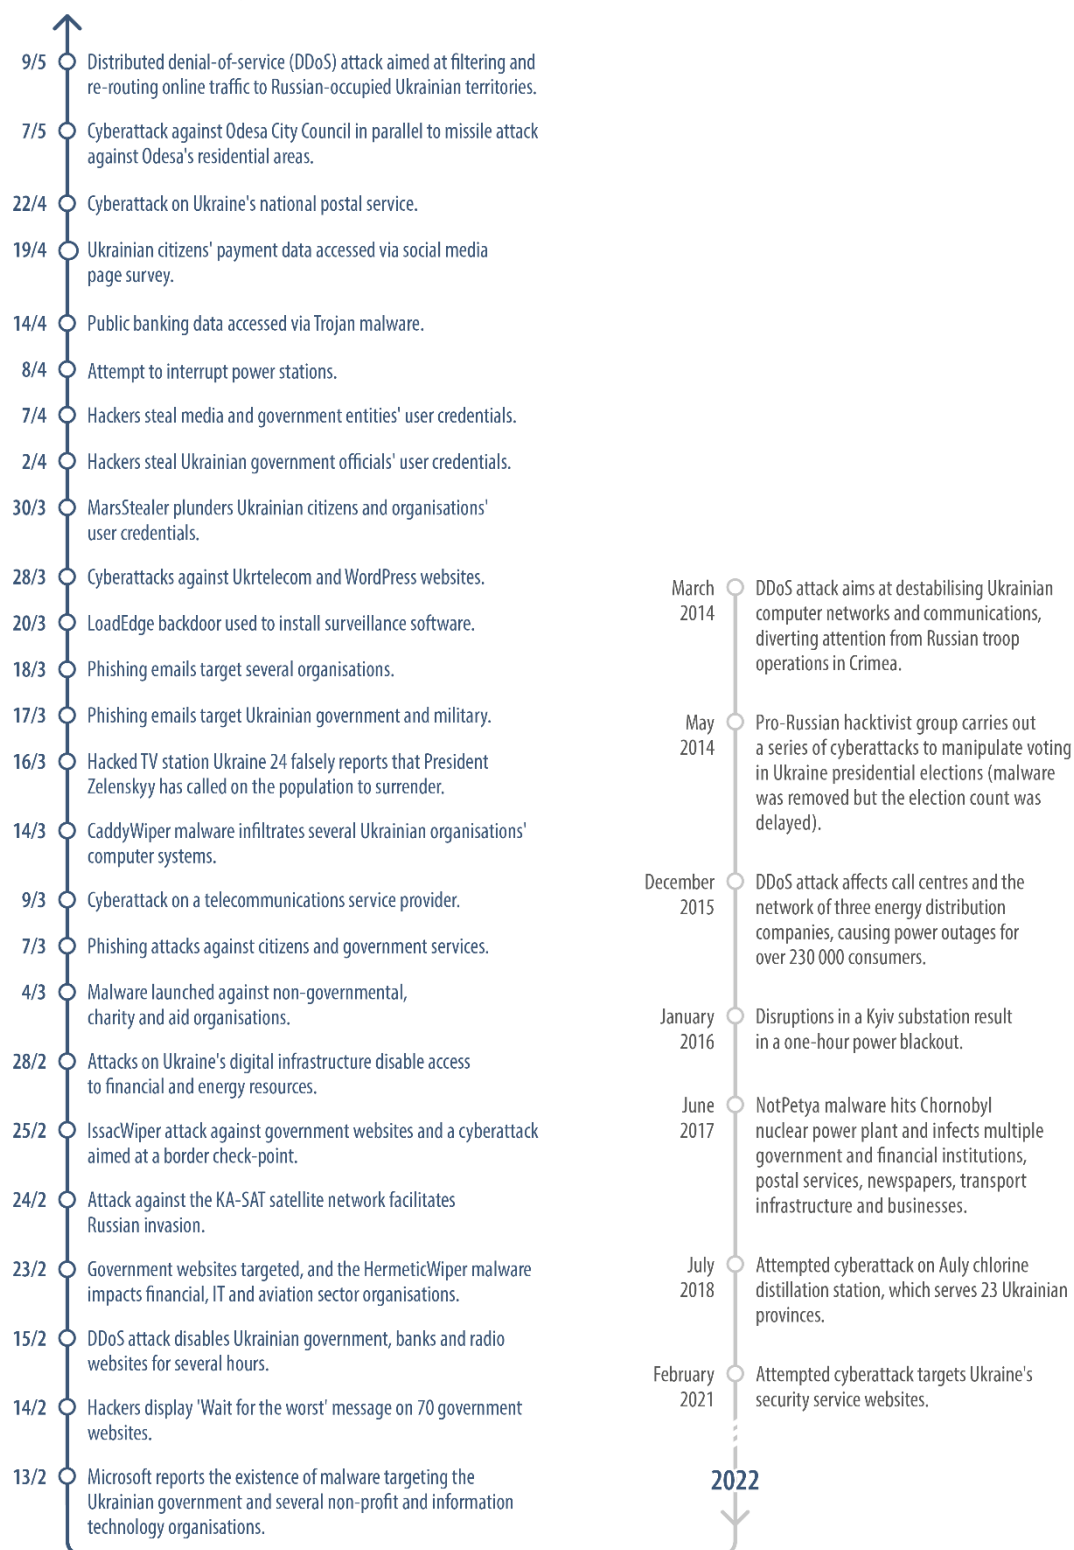 9/5
Distributed denial-of-service (DDoS) attack aimed at filtering and
re-routing online traffic to Russian-occupied Ukrainian territories.
7/5
Cyberattack against Odesa City Council in parallel to missile attack
against Odesa's residential areas.
22/4
Cyberattack on Ukraine's national postal service.
19/4
Ukrainian citizens' payment data accessed via social media
page survey.
14/4
Public banking data accessed via Trojan malware.
8/4
Attempt to interrupt power stations.
7/4
Hackers steal media and government entities' user credentials.
2/4
Hackers steal Ukrainian government officials' user credentials.
30/3
MarsStealer plunders Ukrainian citizens and organisations'
user credentials.
28/3
Cyberattacks against Ukrtelecom and WordPress websites.
20/3
LoadEdge backdoor used to install surveillance software.
18/3
Phishing emails target several organisations.
17/3
Phishing emails target Ukrainian government and military.
16/3
Hacked TV station Ukraine 24 falsely reports that President
Zelenskyy has called on the population to surrender.
14/3
CaddyWiper malware infiltrates several Ukrainian organisations'
computer systems.
9/3
Cyberattack on a telecommunications service provider.
7/3
Phishing attacks against citizens and government services.
4/3
Malware launched against non-governmental,
charity and aid organisations.
28/2
Attacks on Ukraine's digital infrastructure disable access
to financial and energy resources.
25/2
IssacWiper attack against government websites and a cyberattack
aimed at a border check-point.
24/2
Attack against the KA-SAT satellite network facilitates
Russian invasion.
23/2
Government websites targeted, and the HermeticWiper malware
impacts financial, IT and aviation sector organisations.
15/2
DDoS attack disables Ukrainian government, banks and radio
websites for several hours.
14/2
Hackers display 'Wait for the worst' message on 70 government
websites.
13/2
Microsoft reports the existence of malware targeting the
Ukrainian government and several non-profit and information
technology organisations.
March
2014
DDoS attack aims at destabilising Ukrainian
computer networks and communications,
diverting attention from Russian troop
operations in Crimea.
May
2014
Pro-Russian hacktivist group carries out
a series of cyberattacks to manipulate voting
in Ukraine presidential elections (malware
was removed but the election count was
delayed).
December
2015
DDoS attack affects call centres and the
network of three energy distribution
companies, causing power outages for
over 230 000 consumers.
January
2016
Disruptions in a Kyiv substation result
in a one-hour power blackout.
June
2017
NotPetya malware hits Chornobyl
nuclear power plant and infects multiple
government and financial institutions,
postal services, newspapers, transport
infrastructure and businesses.
July
2018
Attempted cyberattack on Auly chlorine
distillation station, which serves 23 Ukrainian
provinces.
February
2021
Attempted cyberattack targets Ukraine's
security service websites.
2022